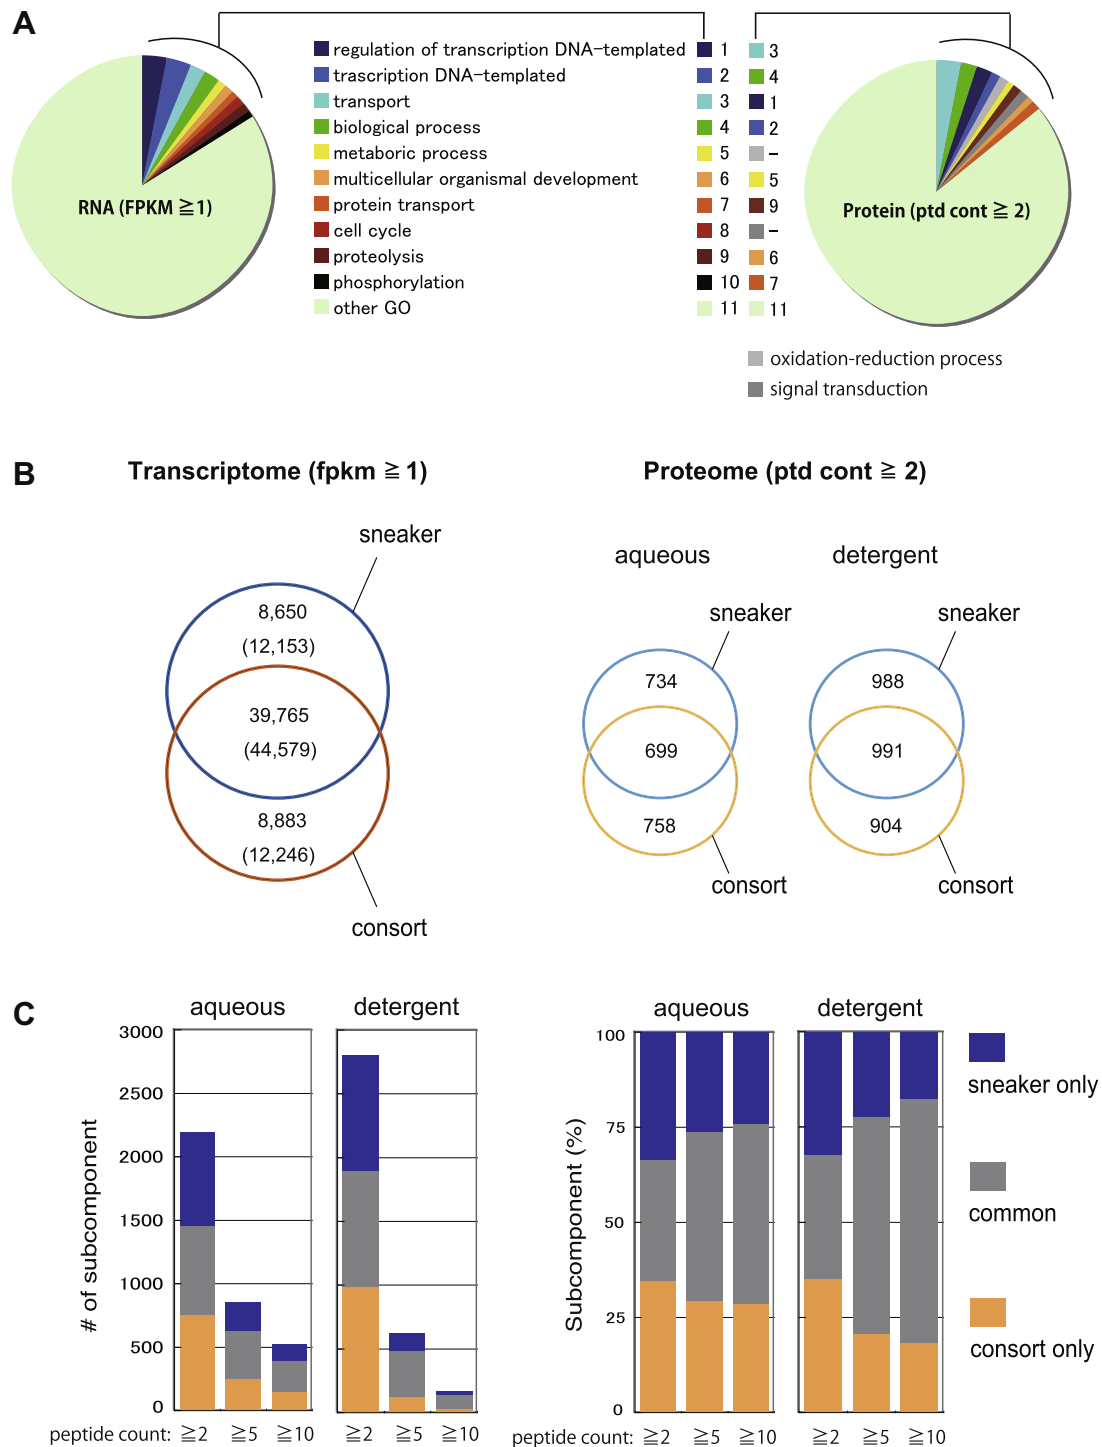 A
regulation of transcription DNA-templated
trascription DNA-templated
transport
biological process
metaboric process
multicellular organismal development
protein transport
cell cycle
proteolysis
phosphorylation
other GO
1 3
2 4
3 1
4 2
5 -
6 5
7 9
8 -
9 6
10 7
11 11
RNA (FPKM ≧1)
Protein (ptd cont ≧ 2)
oxidation-reduction process
signal transduction
B
Transcriptome (fpkm ≧ 1)
sneaker
8,650
(12,153)
39,765
(44,579)
8,883
(12,246)
consort
Proteome (ptd cont ≧ 2)
aqueous
sneaker
734
699
758
consort
detergent
sneaker
988
991
904
consort
C
aqueous
detergent
# of subcomponent
3000
2500
2000
1500
1000
500
0
peptide count: ≧2 ≧5 ≧10 ≧2 ≧5 ≧10
aqueous
detergent
Subcomponent (%)
100
75
50
25
0
peptide count: ≧2 ≧5 ≧10 ≧2 ≧5 ≧10
sneaker only
common
consort only